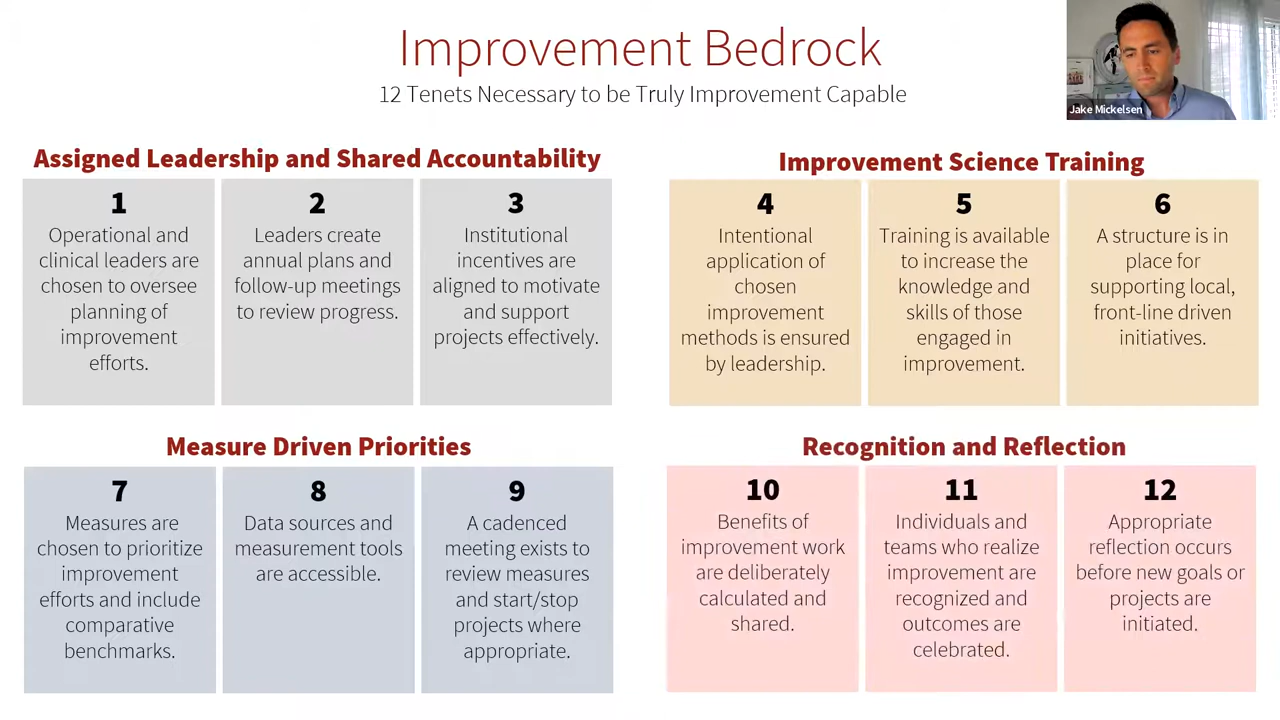 Improvement Bedrock
12 Tenets Necessary to be Truly Improvement Capable
Jake Mickelsen
Assigned Leadership and Shared Accountability
1
Operational and
clinical leaders are
chosen to oversee
planning of
improvement
efforts.
2
Leaders create
annual plans and
follow-up meetings
to review progress.
3
Institutional
incentives are
aligned to motivate
and support
projects effectively.
Improvement Science Training
4
Intentional
application of
chosen
improvement
methods is ensured
by leadership.
5
Training is available
to increase the
knowledge and
skills of those
engaged in
improvement.
6
A structure is in
place for
supporting local,
front-line driven
initiatives.
Measure Driven Priorities
7
Measures are
chosen to prioritize
improvement
efforts and include
comparative
benchmarks.
8
Data sources and
measurement tools
are accessible.
9
A cadenced
meeting exists to
review measures
and start/stop
projects where
appropriate.
Recognition and Reflection
10
Benefits of
improvement work
are deliberately
calculated and
shared.
11
Individuals and
teams who realize
improvement are
recognized and
outcomes are
celebrated.
12
Appropriate
reflection occurs
before new goals or
projects are
initiated.